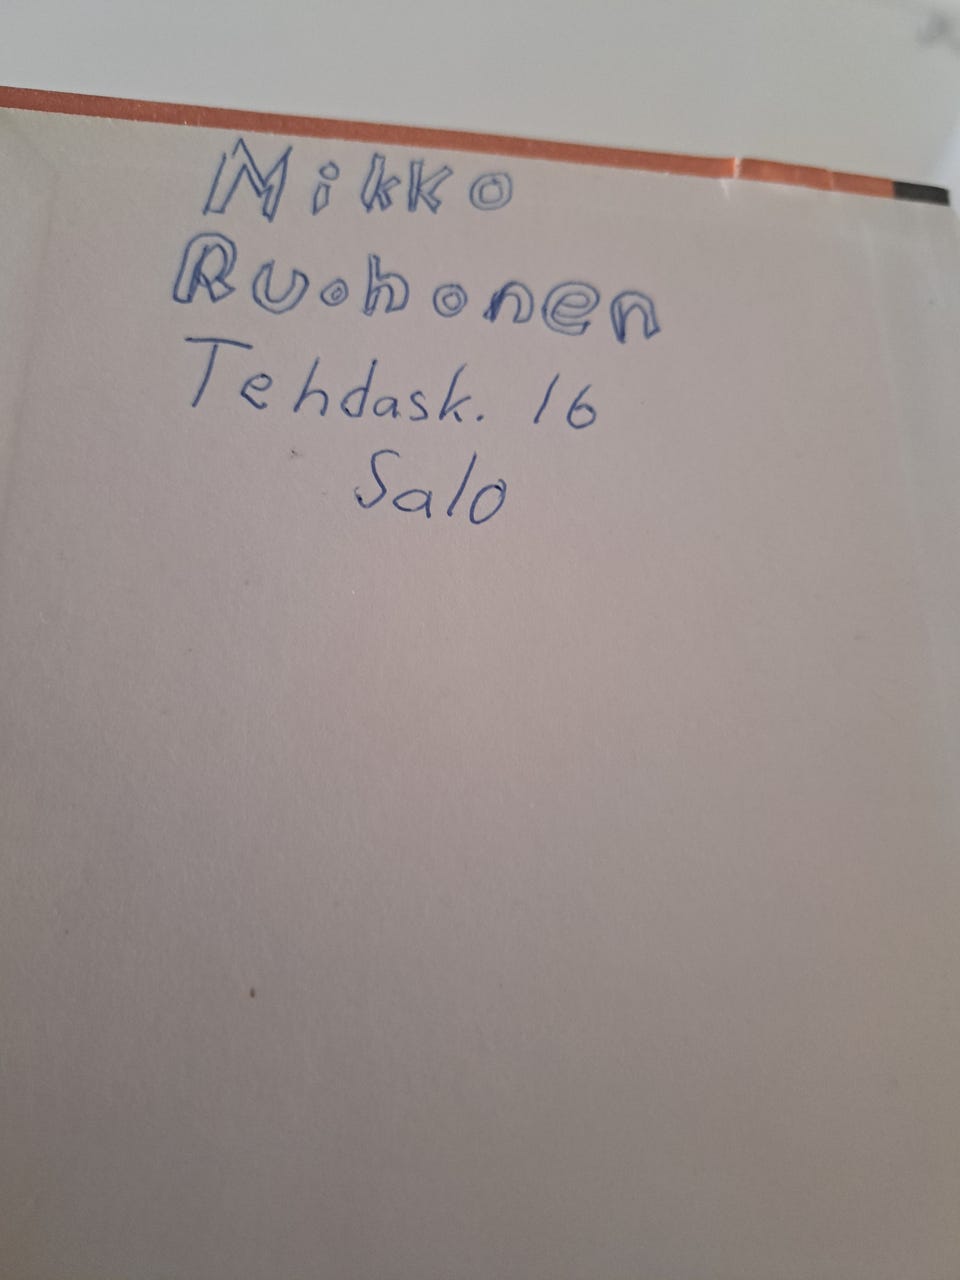 Mikko
Ruohonen
Tehdask. 16
Salo